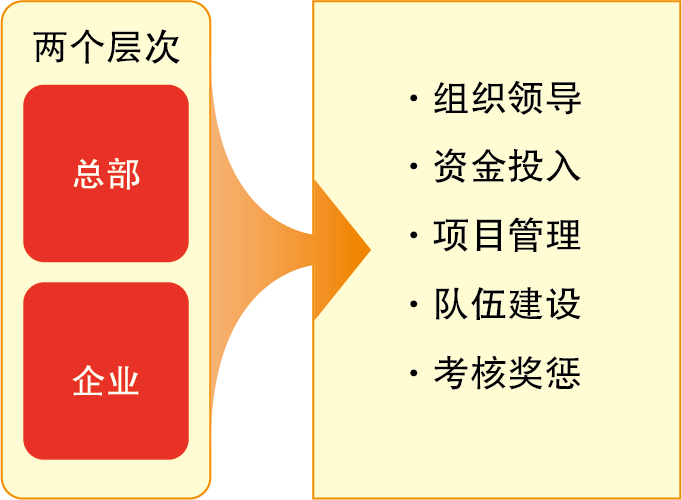 两个层次
总部
企业
·组织领导
·资金投入
·项目管理
·队伍建设
·考核奖惩